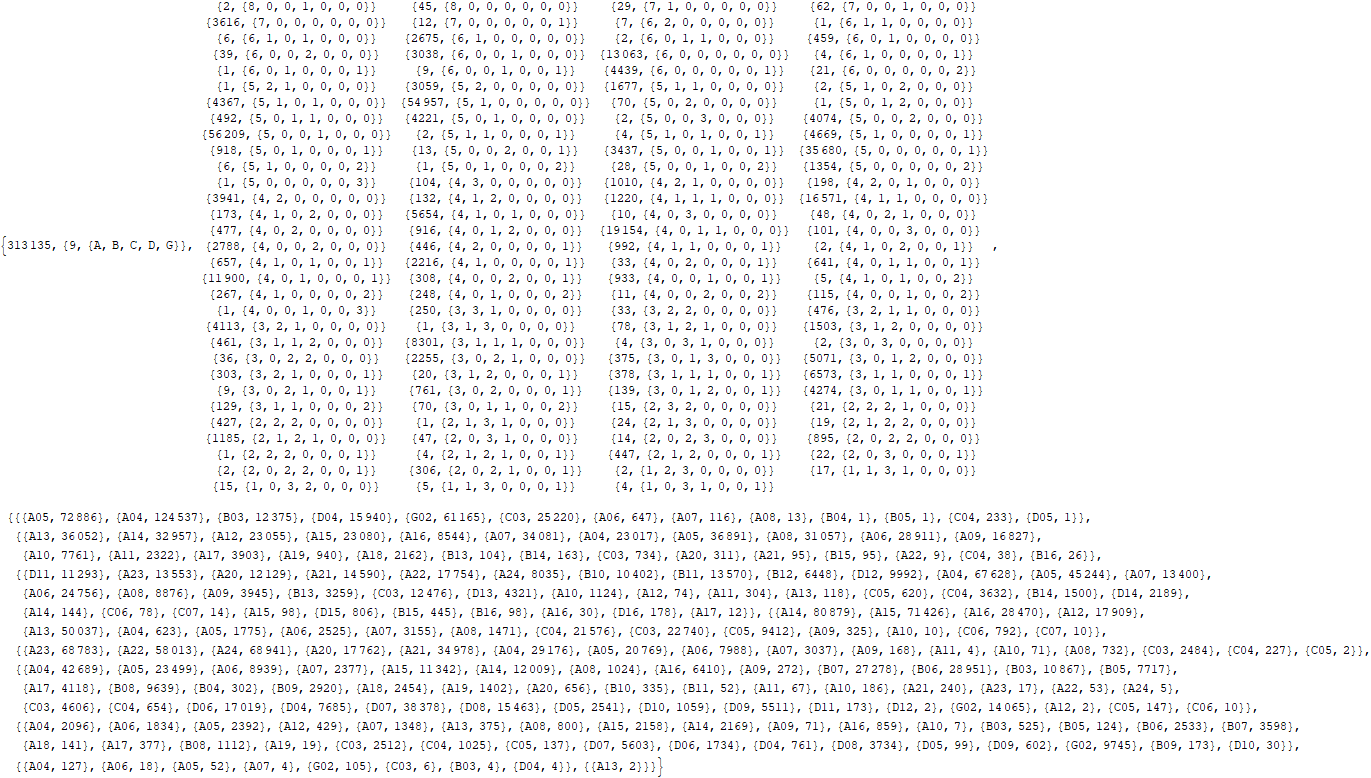 {2, {8, 0, 0, 1, 0, 0, 0}} {45, {8, 0, 0, 0, 0, 0, 0}} {29, {7, 1, 0, 0, 0, 0, 0}} {62, {7, 0, 0, 1, 0, 0, 0}}
{3616, {7, 0, 0, 0, 0, 0, 0}} {12, {7, 0, 0, 0, 0, 0, 1}} {7, {6, 2, 0, 0, 0, 0, 0}} {1, {6, 1, 1, 0, 0, 0, 0}}
{6, {6, 1, 0, 1, 0, 0, 0}} {2675, {6, 1, 0, 0, 0, 0, 0}} {2, {6, 0, 1, 1, 0, 0, 0}} {459, {6, 0, 1, 0, 0, 0, 0}}
{39, {6, 0, 0, 2, 0, 0, 0}} {3038, {6, 0, 0, 1, 0, 0, 0}} {13063, {6, 0, 0, 0, 0, 0, 0}} {4, {6, 1, 0, 0, 0, 0, 1}}
{1, {6, 0, 1, 0, 0, 0, 1}} {9, {6, 0, 0, 1, 0, 0, 1}} {4439, {6, 0, 0, 0, 0, 0, 1}} {21, {6, 0, 0, 0, 0, 0, 2}}
{1, {5, 2, 1, 0, 0, 0, 0}} {3059, {5, 2, 0, 0, 0, 0, 0}} {1677, {5, 1, 1, 0, 0, 0, 0}} {2, {5, 1, 0, 2, 0, 0, 0}}
{4367, {5, 1, 0, 1, 0, 0, 0}} {54957, {5, 1, 0, 0, 0, 0, 0}} {70, {5, 0, 2, 0, 0, 0, 0}} {1, {5, 0, 1, 2, 0, 0, 0}}
{492, {5, 0, 1, 1, 0, 0, 0}} {4221, {5, 0, 1, 0, 0, 0, 0}} {2, {5, 0, 0, 3, 0, 0, 0}} {4074, {5, 0, 0, 2, 0, 0, 0}}
{56209, {5, 0, 0, 1, 0, 0, 0}} {2, {5, 1, 1, 0, 0, 0, 1}} {4, {5, 1, 0, 1, 0, 0, 1}} {4669, {5, 1, 0, 0, 0, 0, 1}}
{918, {5, 0, 1, 0, 0, 0, 1}} {13, {5, 0, 0, 2, 0, 0, 1}} {3437, {5, 0, 0, 1, 0, 0, 1}} {35680, {5, 0, 0, 0, 0, 0, 1}}
{6, {5, 1, 0, 0, 0, 0, 2}} {1, {5, 0, 1, 0, 0, 0, 2}} {28, {5, 0, 0, 1, 0, 0, 2}} {1354, {5, 0, 0, 0, 0, 0, 2}}
{1, {5, 0, 0, 0, 0, 0, 3}} {104, {4, 3, 0, 0, 0, 0, 0}} {1010, {4, 2, 1, 0, 0, 0, 0}} {198, {4, 2, 0, 1, 0, 0, 0}}
{3941, {4, 2, 0, 0, 0, 0, 0}} {132, {4, 1, 2, 0, 0, 0, 0}} {1220, {4, 1, 1, 1, 0, 0, 0}} {16571, {4, 1, 1, 0, 0, 0, 0}}
{173, {4, 1, 0, 2, 0, 0, 0}} {5654, {4, 1, 0, 1, 0, 0, 0}} {10, {4, 0, 3, 0, 0, 0, 0}} {48, {4, 0, 2, 1, 0, 0, 0}}
{477, {4, 0, 2, 0, 0, 0, 0}} {916, {4, 0, 1, 2, 0, 0, 0}} {19154, {4, 0, 1, 1, 0, 0, 0}} {101, {4, 0, 0, 3, 0, 0, 0}}
{313135, {9, {A, B, C, D, G}}, {2788, {4, 0, 0, 2, 0, 0, 0}} {446, {4, 2, 0, 0, 0, 0, 1}} {992, {4, 1, 1, 0, 0, 0, 1}} {2, {4, 1, 0, 2, 0, 0, 1}} ,
{657, {4, 1, 0, 1, 0, 0, 1}} {2216, {4, 1, 0, 0, 0, 0, 1}} {33, {4, 0, 2, 0, 0, 0, 1}} {641, {4, 0, 1, 1, 0, 0, 1}}
{11900, {4, 0, 1, 0, 0, 0, 1}} {308, {4, 0, 0, 2, 0, 0, 1}} {933, {4, 0, 0, 1, 0, 0, 1}} {5, {4, 1, 0, 1, 0, 0, 2}}
{267, {4, 1, 0, 0, 0, 0, 2}} {248, {4, 0, 1, 0, 0, 0, 2}} {11, {4, 0, 0, 2, 0, 0, 2}} {115, {4, 0, 0, 1, 0, 0, 2}}
{1, {4, 0, 0, 1, 0, 0, 3}} {250, {3, 3, 1, 0, 0, 0, 0}} {33, {3, 2, 2, 0, 0, 0, 0}} {476, {3, 2, 1, 1, 0, 0, 0}}
{4113, {3, 2, 1, 0, 0, 0, 0}} {1, {3, 1, 3, 0, 0, 0, 0}} {78, {3, 1, 2, 1, 0, 0, 0}} {1503, {3, 1, 2, 0, 0, 0, 0}}
{461, {3, 1, 1, 2, 0, 0, 0}} {8301, {3, 1, 1, 1, 0, 0, 0}} {4, {3, 0, 3, 1, 0, 0, 0}} {2, {3, 0, 3, 0, 0, 0, 0}}
{36, {3, 0, 2, 2, 0, 0, 0}} {2255, {3, 0, 2, 1, 0, 0, 0}} {375, {3, 0, 1, 3, 0, 0, 0}} {5071, {3, 0, 1, 2, 0, 0, 0}}
{303, {3, 2, 1, 0, 0, 0, 1}} {20, {3, 1, 2, 0, 0, 0, 1}} {378, {3, 1, 1, 1, 0, 0, 1}} {6573, {3, 1, 1, 0, 0, 0, 1}}
{9, {3, 0, 2, 1, 0, 0, 1}} {761, {3, 0, 2, 0, 0, 0, 1}} {139, {3, 0, 1, 2, 0, 0, 1}} {4274, {3, 0, 1, 1, 0, 0, 1}}
{129, {3, 1, 1, 0, 0, 0, 2}} {70, {3, 0, 1, 1, 0, 0, 2}} {15, {2, 3, 2, 0, 0, 0, 0}} {21, {2, 2, 2, 1, 0, 0, 0}}
{427, {2, 2, 2, 0, 0, 0, 0}} {1, {2, 1, 3, 1, 0, 0, 0}} {24, {2, 1, 3, 0, 0, 0, 0}} {19, {2, 1, 2, 2, 0, 0, 0}}
{1185, {2, 1, 2, 1, 0, 0, 0}} {47, {2, 0, 3, 1, 0, 0, 0}} {14, {2, 0, 2, 3, 0, 0, 0}} {895, {2, 0, 2, 2, 0, 0, 0}}
{1, {2, 2, 2, 0, 0, 0, 1}} {4, {2, 1, 2, 1, 0, 0, 1}} {447, {2, 1, 2, 0, 0, 0, 1}} {22, {2, 0, 3, 0, 0, 0, 1}}
{2, {2, 0, 2, 2, 0, 0, 1}} {306, {2, 0, 2, 1, 0, 0, 1}} {2, {1, 2, 3, 0, 0, 0, 0}} {17, {1, 1, 3, 1, 0, 0, 0}}
{15, {1, 0, 3, 2, 0, 0, 0}} {5, {1, 1, 3, 0, 0, 0, 1}} {4, {1, 0, 3, 1, 0, 0, 1}}
{{{A05, 72886}, {A04, 124537}, {B03, 12375}, {D04, 15940}, {G02, 61165}, {C03, 25220}, {A06, 647}, {A07, 116}, {A08, 13}, {B04, 1}, {B05, 1}, {C04, 233}, {D05, 1}},
{{A13, 36052}, {A14, 32957}, {A12, 23055}, {A15, 23080}, {A16, 8544}, {A07, 34081}, {A04, 23017}, {A05, 36891}, {A08, 31057}, {A06, 28911}, {A09, 16827},
{A10, 7761}, {A11, 2322}, {A17, 3903}, {A19, 940}, {A18, 2162}, {B13, 104}, {B14, 163}, {C03, 734}, {A20, 311}, {A21, 95}, {B15, 95}, {A22, 9}, {C04, 38}, {B16, 26}},
{{D11, 11293}, {A23, 13553}, {A20, 12129}, {A21, 14590}, {A22, 17754}, {A24, 8035}, {B10, 10402}, {B11, 13570}, {B12, 6448}, {D12, 9992}, {A04, 67628}, {A05, 45244}, {A07, 13400},
{A06, 24756}, {A08, 8876}, {A09, 3945}, {B13, 3259}, {C03, 12476}, {D13, 4321}, {A10, 1124}, {A12, 74}, {A11, 304}, {A13, 118}, {C05, 620}, {C04, 3632}, {B14, 1500}, {D14, 2189},
{A14, 144}, {C06, 78}, {C07, 14}, {A15, 98}, {D15, 806}, {B15, 445}, {B16, 98}, {A16, 30}, {D16, 178}, {A17, 12}}, {{A14, 80879}, {A15, 71426}, {A16, 28470}, {A12, 17909},
{A13, 50037}, {A04, 623}, {A05, 1775}, {A06, 2525}, {A07, 3155}, {A08, 1471}, {C04, 21576}, {C03, 22740}, {C05, 9412}, {A09, 325}, {A10, 10}, {C06, 792}, {C07, 10}},
{{A23, 68783}, {A22, 58013}, {A24, 68941}, {A20, 17762}, {A21, 34978}, {A04, 29176}, {A05, 20769}, {A06, 7988}, {A07, 3037}, {A09, 168}, {A11, 4}, {A10, 71}, {A08, 732}, {C03, 2484}, {C04, 227}, {C05, 2}},
{{A04, 42689}, {A05, 23499}, {A06, 8939}, {A07, 2377}, {A15, 11342}, {A14, 12009}, {A08, 1024}, {A16, 6410}, {A09, 272}, {B07, 27278}, {B06, 28951}, {B03, 10867}, {B05, 7717},
{A17, 4118}, {B08, 9639}, {B04, 302}, {B09, 2920}, {A18, 2454}, {A19, 1402}, {A20, 656}, {B10, 335}, {B11, 52}, {A11, 67}, {A10, 186}, {A21, 240}, {A23, 17}, {A22, 53}, {A24, 5},
{C03, 4606}, {C04, 654}, {D06, 17019}, {D04, 7685}, {D07, 38378}, {D08, 15463}, {D05, 2541}, {D10, 1059}, {D09, 5511}, {D11, 173}, {D12, 2}, {G02, 14065}, {A12, 2}, {C05, 147}, {C06, 10}},
{{A04, 2096}, {A06, 1834}, {A05, 2392}, {A12, 429}, {A07, 1348}, {A13, 375}, {A08, 800}, {A15, 2158}, {A14, 2169}, {A09, 71}, {A16, 859}, {A10, 7}, {B03, 525}, {B05, 124}, {B06, 2533}, {B07, 3598},
{A18, 141}, {A17, 377}, {B08, 1112}, {A19, 19}, {C03, 2512}, {C04, 1025}, {C05, 137}, {D07, 5603}, {D06, 1734}, {D04, 761}, {D08, 3734}, {D05, 99}, {D09, 602}, {G02, 9745}, {B09, 173}, {D10, 30}},
{{A04, 127}, {A06, 18}, {A05, 52}, {A07, 4}, {G02, 105}, {C03, 6}, {B03, 4}, {D04, 4}}, {{A13, 2}}}}